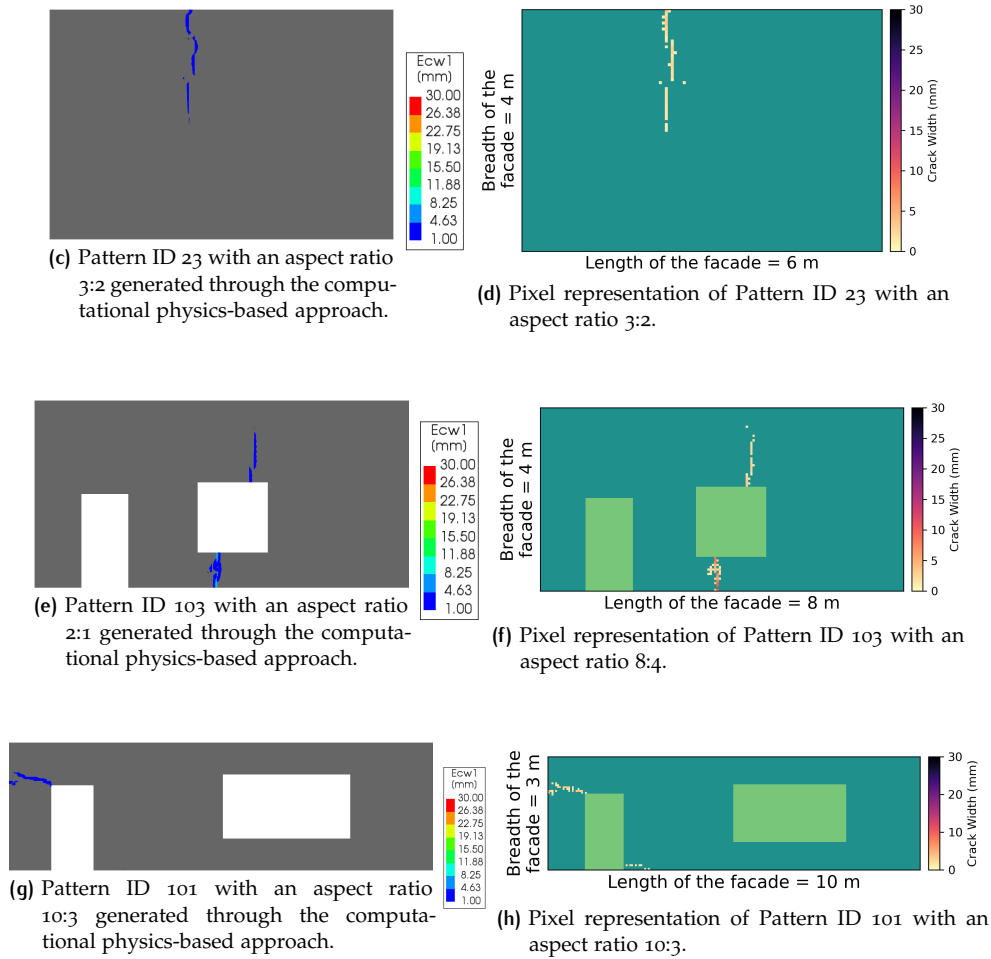 Ecw1
(mm)
30.00
26.38
22.75
19.13
15.50
11.88
8.25
4.63
1.00
(c) Pattern ID 23 with an aspect ratio
3:2 generated through the compu-
tational physics-based approach.
Breadth of the
facade = 4 m
Length of the facade = 6 m
30
25
20
15
10
5
0
Crack Width (mm)
(d) Pixel representation of Pattern ID 23 with an
aspect ratio 3:2.
Ecw1
(mm)
30.00
26.38
22.75
19.13
15.50
11.88
8.25
4.63
1.00
(e) Pattern ID 103 with an aspect ratio
2:1 generated through the computa-
tional physics-based approach.
Breadth of the
facade = 4 m
Length of the facade = 8 m
30
25
20
15
10
5
0
Crack Width (mm)
(f) Pixel representation of Pattern ID 103 with an
aspect ratio 8:4.
Ecw1
(mm)
30.00
26.38
22.75
19.13
15.50
11.88
8.25
4.63
1.00
(g) Pattern ID 101 with an aspect ratio
10:3 generated through the computa-
tional physics-based approach.
Breadth of the
facade = 3 m
Length of the facade = 10 m
30
20
10
0
Crack Width (mm)
(h) Pixel representation of Pattern ID 101 with an
aspect ratio 10:3.